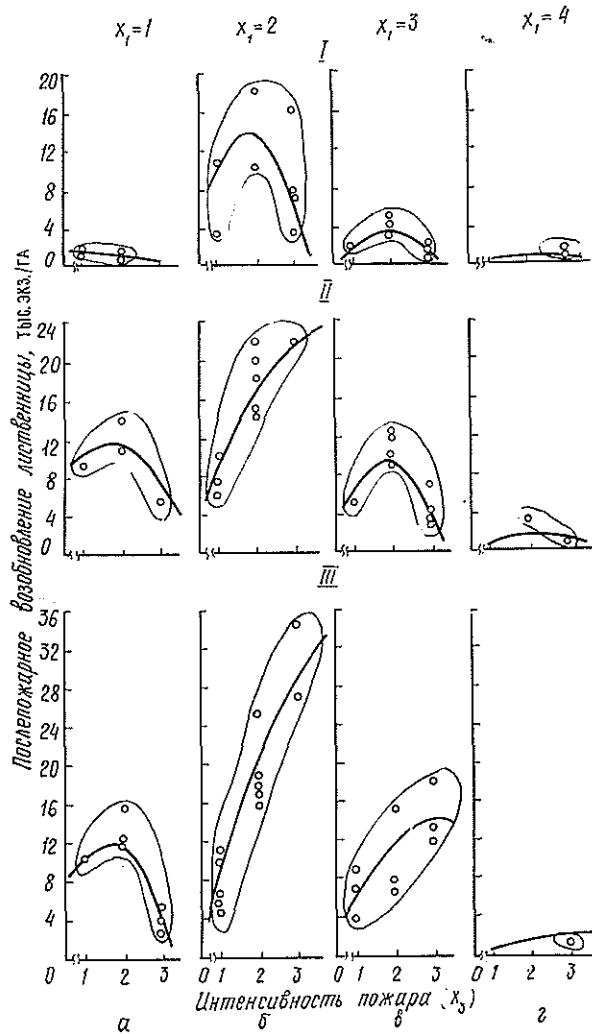 X₁=1 X₁=2 X₁=3 X₁=4
I
20
16
12
8
4
0
II
24
20
16
12
8
4
0
III
36
32
28
24
20
16
12
8
4
0
Послепожарное возобновление лиственницы, тыс.экз./га
1 2 3 0 1 2 3 0 1 2 3 0 1 2 3
Интенсивность пожара (X₃)
а б в г